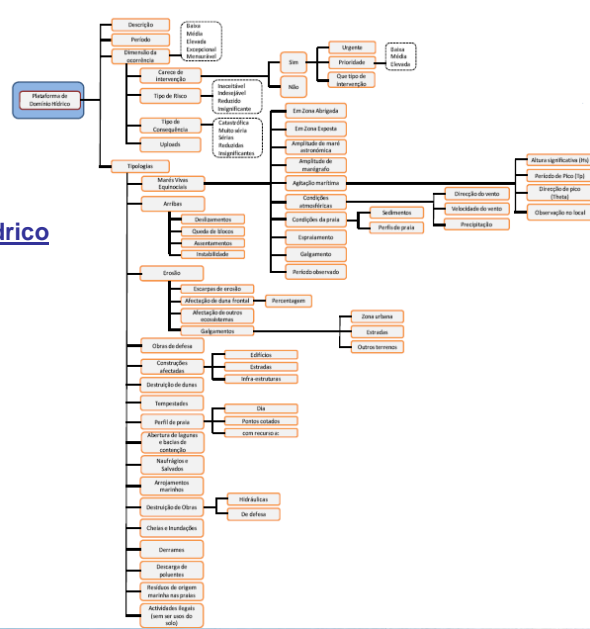 drico
Plataforma de
Domínio Hídrico
Descrição
Período
Dimensão da
ocorrência
Baixa
Média
Elevada
Excepcional
Mensurável
Carece de
intervenção
Sim
Não
Urgente
Prioridade
Que tipo de
intervenção
Baixa
Média
Elevada
Tipo de Risco
Inaceitável
Indesejável
Reduzido
Insignificante
Tipo de
Consequência
Catastrófica
Muito séria
Sérias
Reduzidas
Insignificantes
Uploads
Tipologias
Marés Vivas
Equinociais
Em Zona Abrigada
Em Zona Exposta
Amplitude de maré
astronómica
Amplitude de
marégrafo
Agitação marítima
Altura significativa (Hs)
Período de Pico (Tp)
Direcção de pico
(Theta)
Observação no local
Condições
atmosféricas
Direcção do vento
Velocidade do vento
Precipitação
Condições da praia
Sedimentos
Perfis de praia
Espraiamento
Galgamento
Período observado
Arribas
Deslizamentos
Queda de blocos
Assentamentos
Instabilidade
Erosão
Escarpas de erosão
Afectação de duna frontal
Percentagem
Afectação de outros
ecossistemas
Galgamentos
Zona urbana
Estradas
Outros terrenos
Obras de defesa
Construções
afectadas
Edifícios
Estradas
Infra-estruturas
Destruição de dunas
Tempestades
Perfil de praia
Dia
Pontos cotados
com recurso a:
Abertura de lagunas
e bacias de
contenção
Naufrágios e
Salvados
Arrojamentos
marinhos
Destruição de Obras
Hidráulicas
De defesa
Cheias e Inundações
Derrames
Descarga de
poluentes
Resíduos de origem
marinha nas praias
Actividades ilegais
(sem ser usos do
solo)